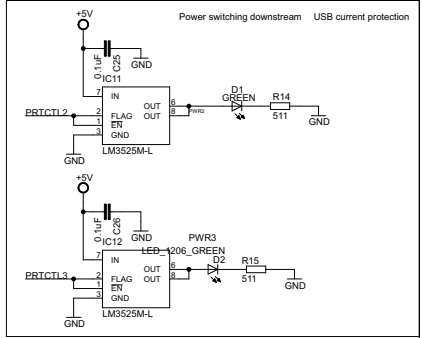 +5V
Power switching downstream USB current protection
0.1uF
C25
GND
IC11
7 IN
D1
GREEN
R14
OUT 6
PWR2
PRTCTL2
2 FLAG
OUT 8
1 EN
511
3 GND
GND
GND
LM3525M-L
+5V
0.1uF
C26
GND
IC12
PWR3
LED_1206_GREEN
7 IN
D2
R15
OUT 6
PRTCTL3
2 FLAG
OUT 8
1 EN
511
3 GND
GND
GND
LM3525M-L